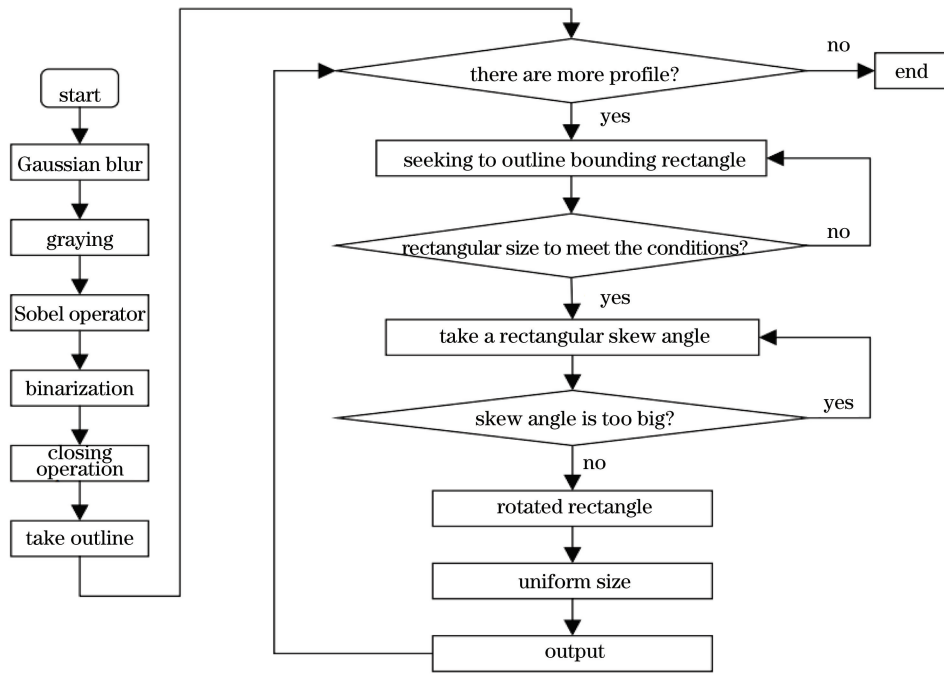 start
Gaussian blur
graying
Sobel operator
binarization
closing
operation
take outline
there are more profile?
no
end
yes
seeking to outline bounding rectangle
rectangular size to meet the conditions?
no
yes
take a rectangular skew angle
skew angle is too big?
yes
no
rotated rectangle
uniform size
output